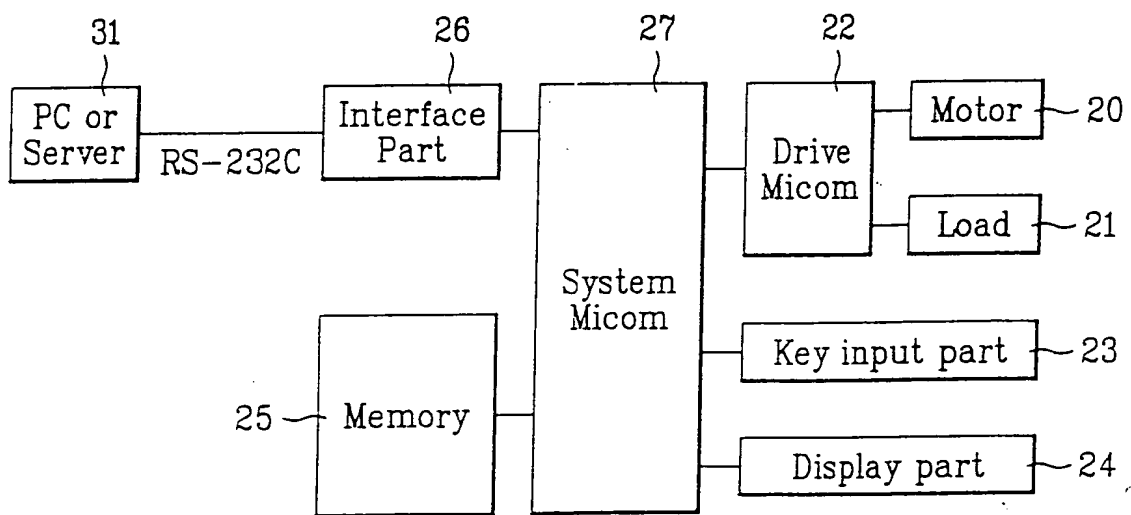 31
26
27
22
PC or
Server
RS-232C
Interface
Part
Drive
Micom
Motor
20
Load
21
System
Micom
25
Memory
Key input part
23
Display part
24